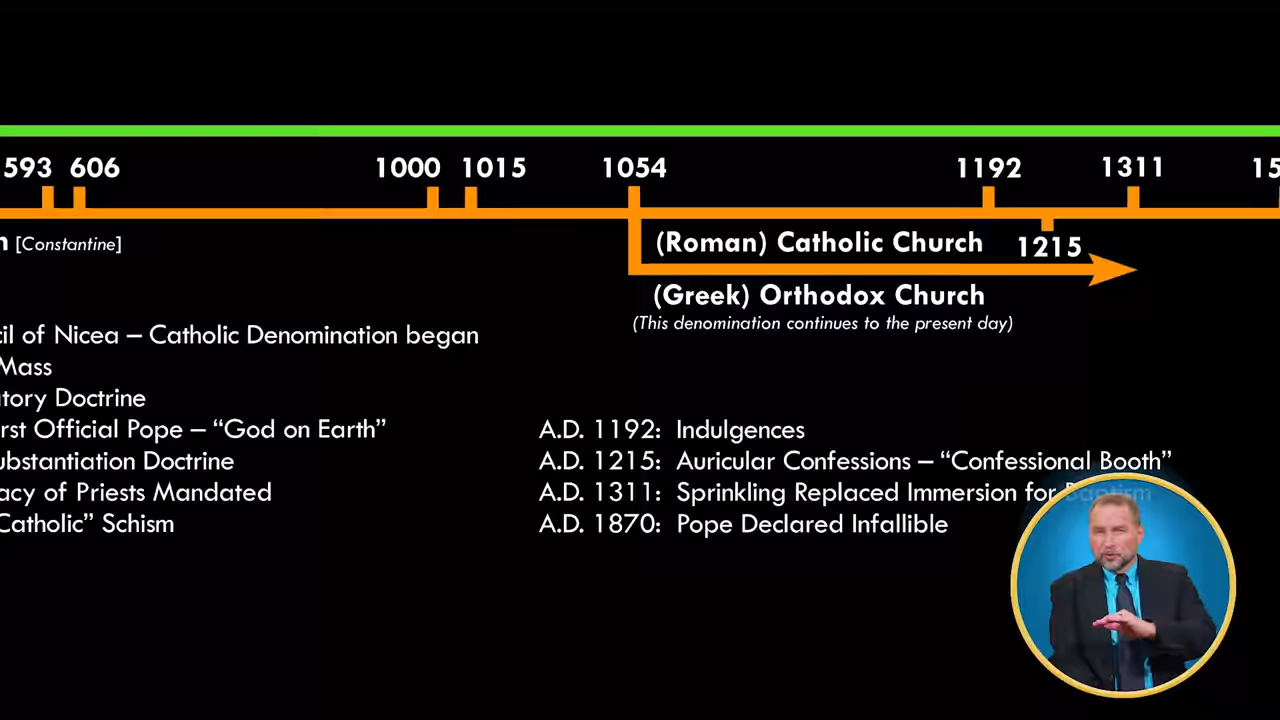 593 606 1000 1015 1054 1192 1311 15
[Constantine]
(Roman) Catholic Church 1215
(Greek) Orthodox Church
(This denomination continues to the present day)
cil of Nicea – Catholic Denomination began
Mass
atory Doctrine
rst Official Pope – “God on Earth”
ubstantiation Doctrine
acy of Priests Mandated
Catholic” Schism
A.D. 1192: Indulgences
A.D. 1215: Auricular Confessions – “Confessional Booth”
A.D. 1311: Sprinkling Replaced Immersion for Baptism
A.D. 1870: Pope Declared Infallible